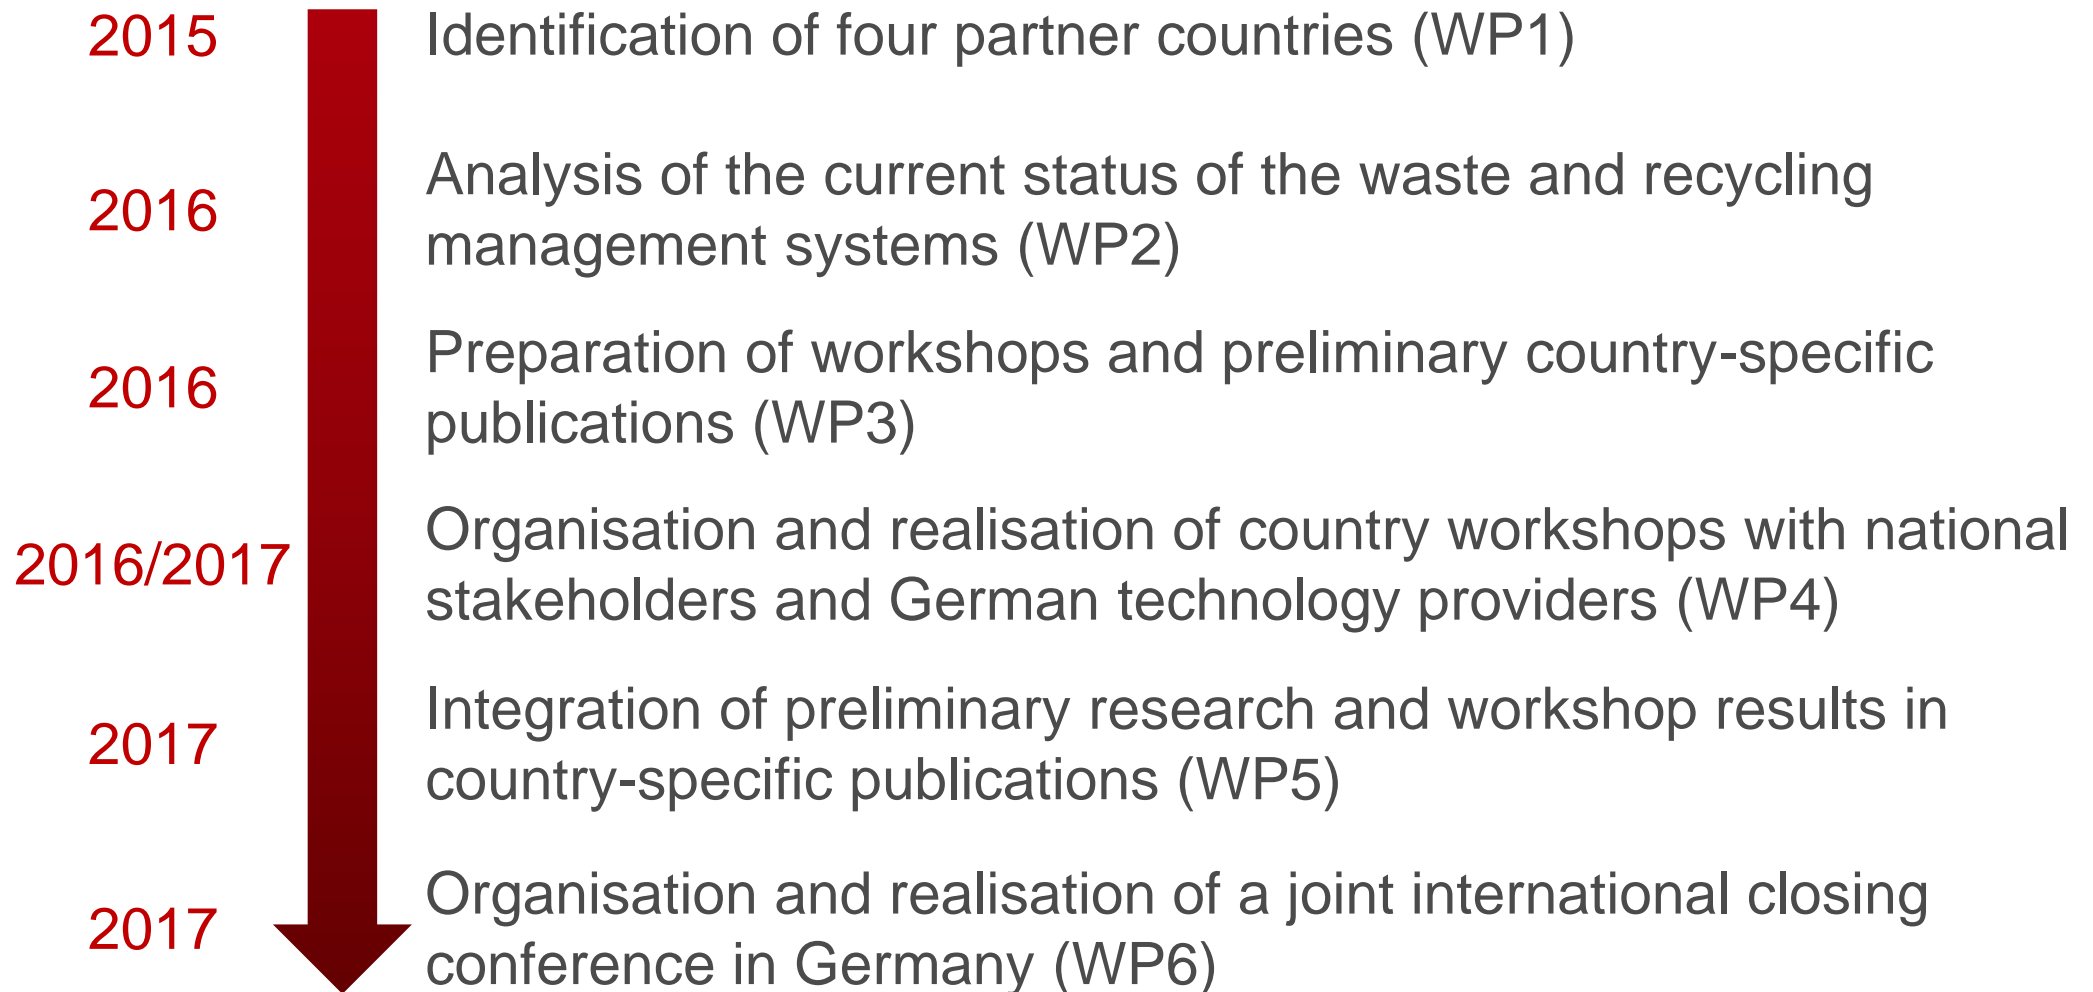 2015
Identification of four partner countries (WP1)
2016
Analysis of the current status of the waste and recycling
management systems (WP2)
2016
Preparation of workshops and preliminary country-specific
publications (WP3)
2016/2017
Organisation and realisation of country workshops with national
stakeholders and German technology providers (WP4)
2017
Integration of preliminary research and workshop results in
country-specific publications (WP5)
2017
Organisation and realisation of a joint international closing
conference in Germany (WP6)